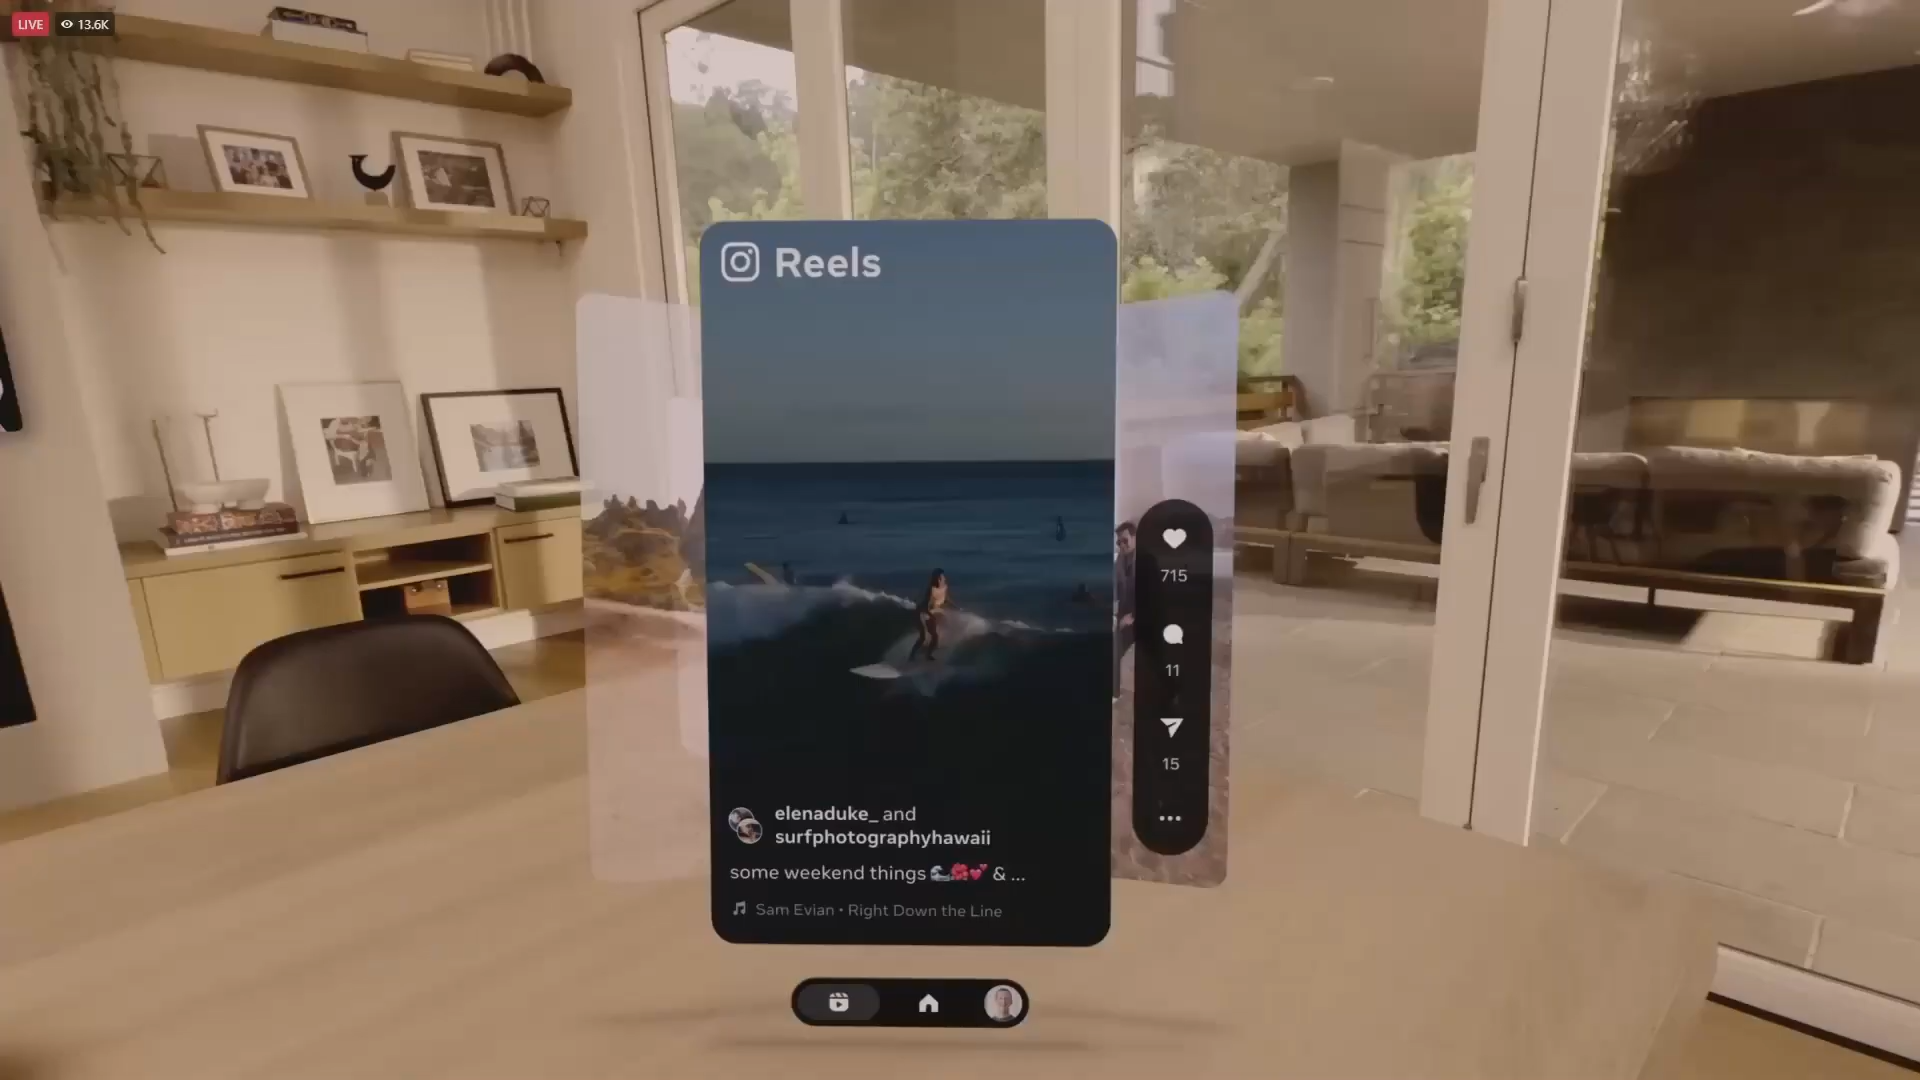 LIVE
13.6K
Reels
715
11
15
elenaduke_ and
surfphotographyhawaii
some weekend things 🌊🌺💕 & ...
Sam Evian • Right Down the Line